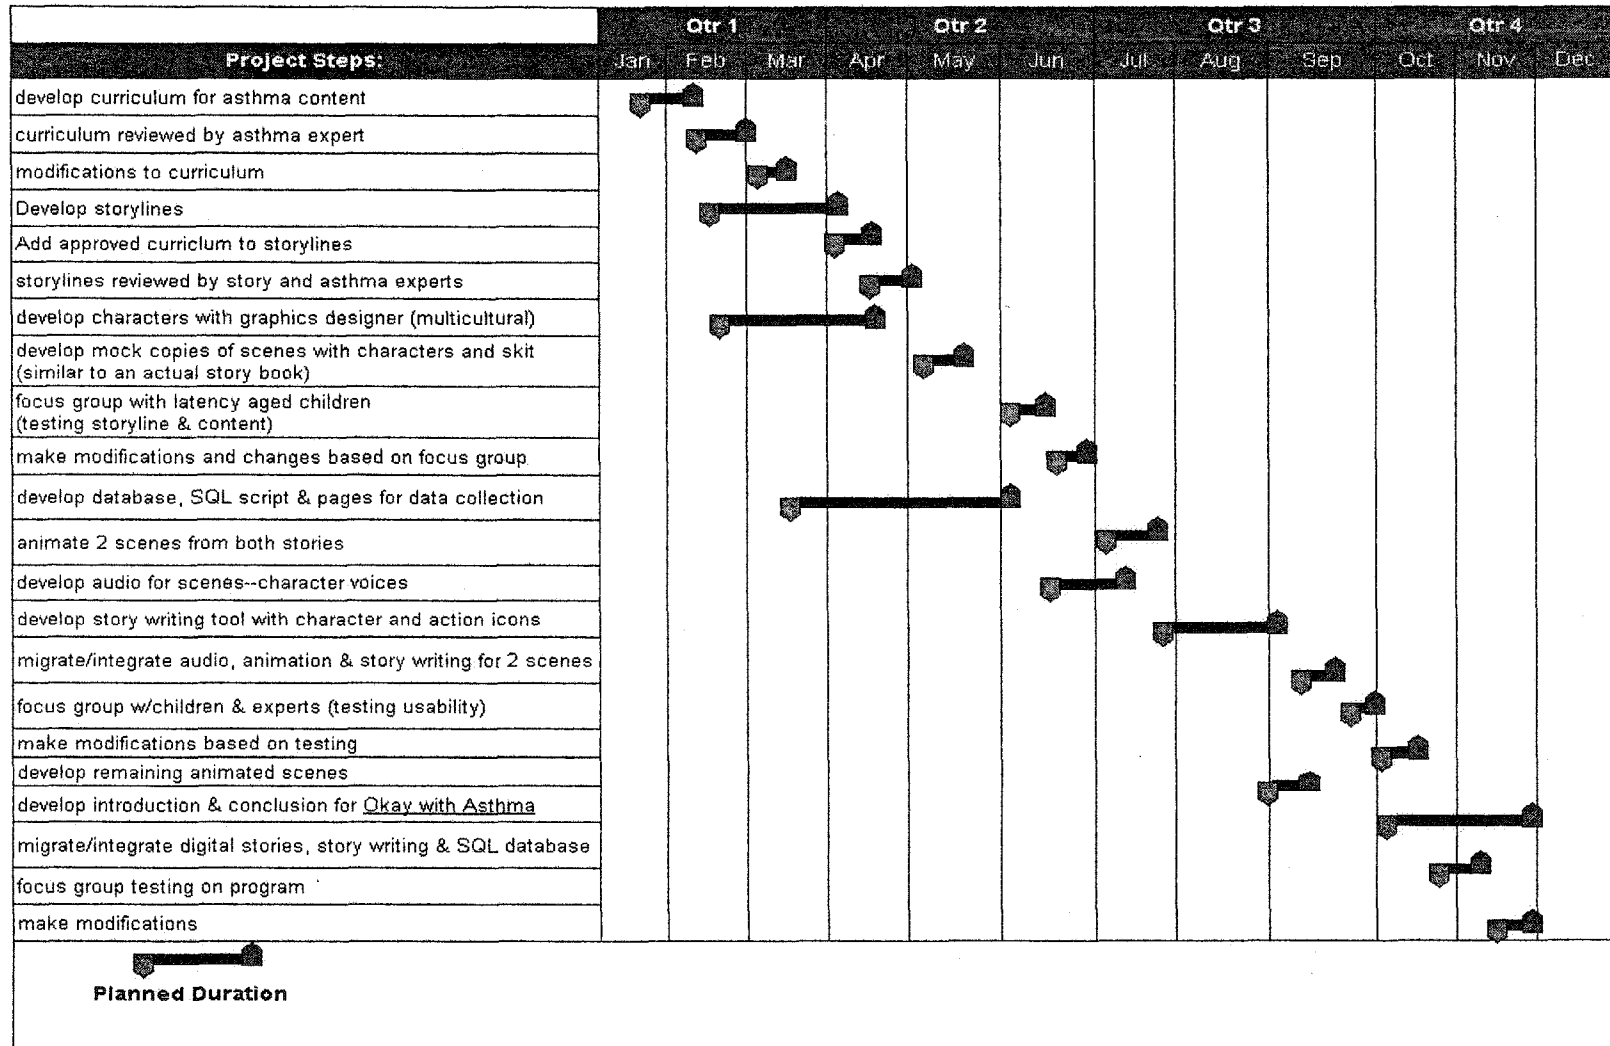 Qtr 1 Qtr 2 Qtr 3 Qtr 4
Project Steps: Jan Feb Mar Apr May Jun Jul Aug Sep Oct Nov Dec
develop curriculum for asthma content
curriculum reviewed by asthma expert
modifications to curriculum
Develop storylines
Add approved curriclum to storylines
storylines reviewed by story and asthma experts
develop characters with graphics designer (multicultural)
develop mock copies of scenes with characters and skit
(similar to an actual story book)
focus group with latency aged children
(testing storyline & content)
make modifications and changes based on focus group
develop database, SQL script & pages for data collection
animate 2 scenes from both stories
develop audio for scenes--character voices
develop story writing tool with character and action icons
migrate/integrate audio, animation & story writing for 2 scenes
focus group w/children & experts (testing usability)
make modifications based on testing
develop remaining animated scenes
develop introduction & conclusion for Okay with Asthma
migrate/integrate digital stories, story writing & SQL database
focus group testing on program
make modifications
Planned Duration